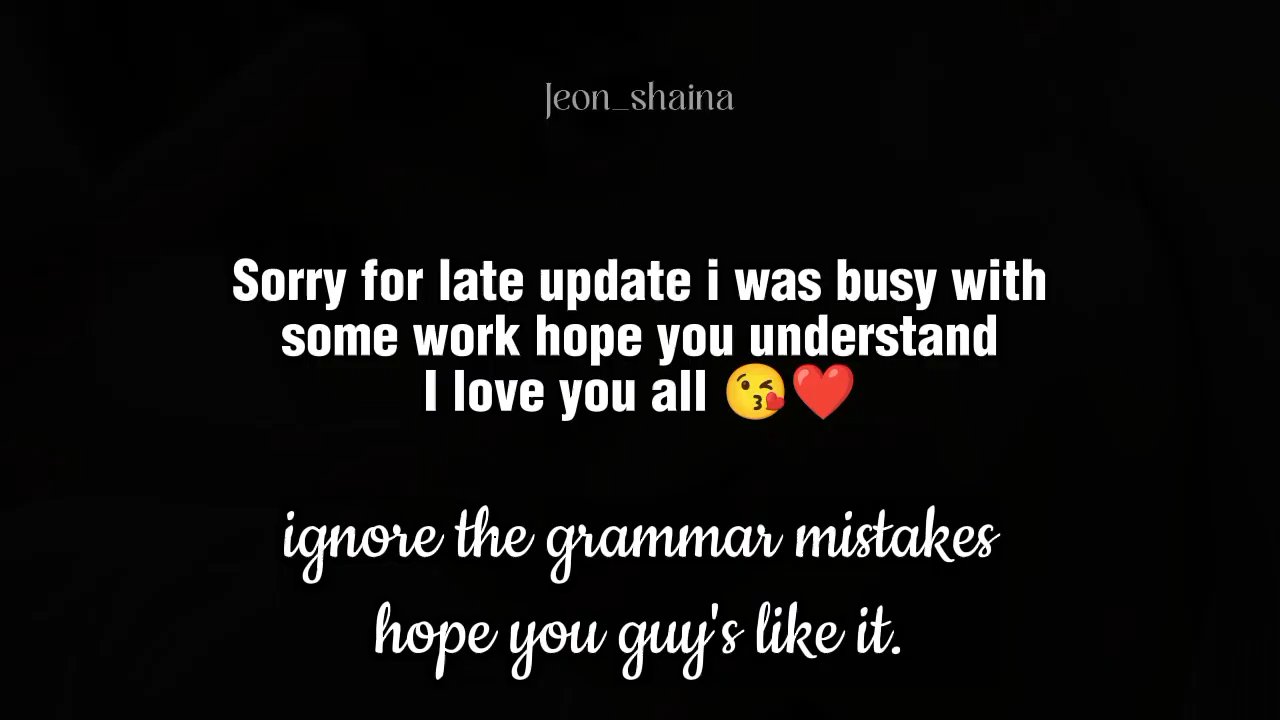 Jeon_shaina
Sorry for late update i was busy with
some work hope you understand
I love you all 😘❤️
ignore the grammar mistakes
hope you guy's like it.